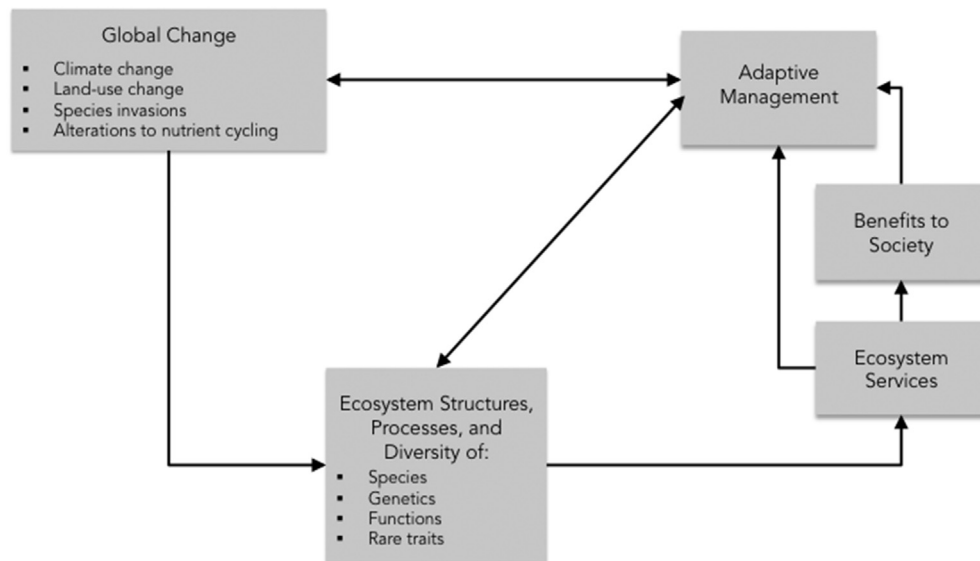 Global Change
▪ Climate change
▪ Land-use change
▪ Species invasions
▪ Alterations to nutrient cycling
Adaptive
Management
Benefits to
Society
Ecosystem
Services
Ecosystem Structures,
Processes, and
Diversity of:
▪ Species
▪ Genetics
▪ Functions
▪ Rare traits